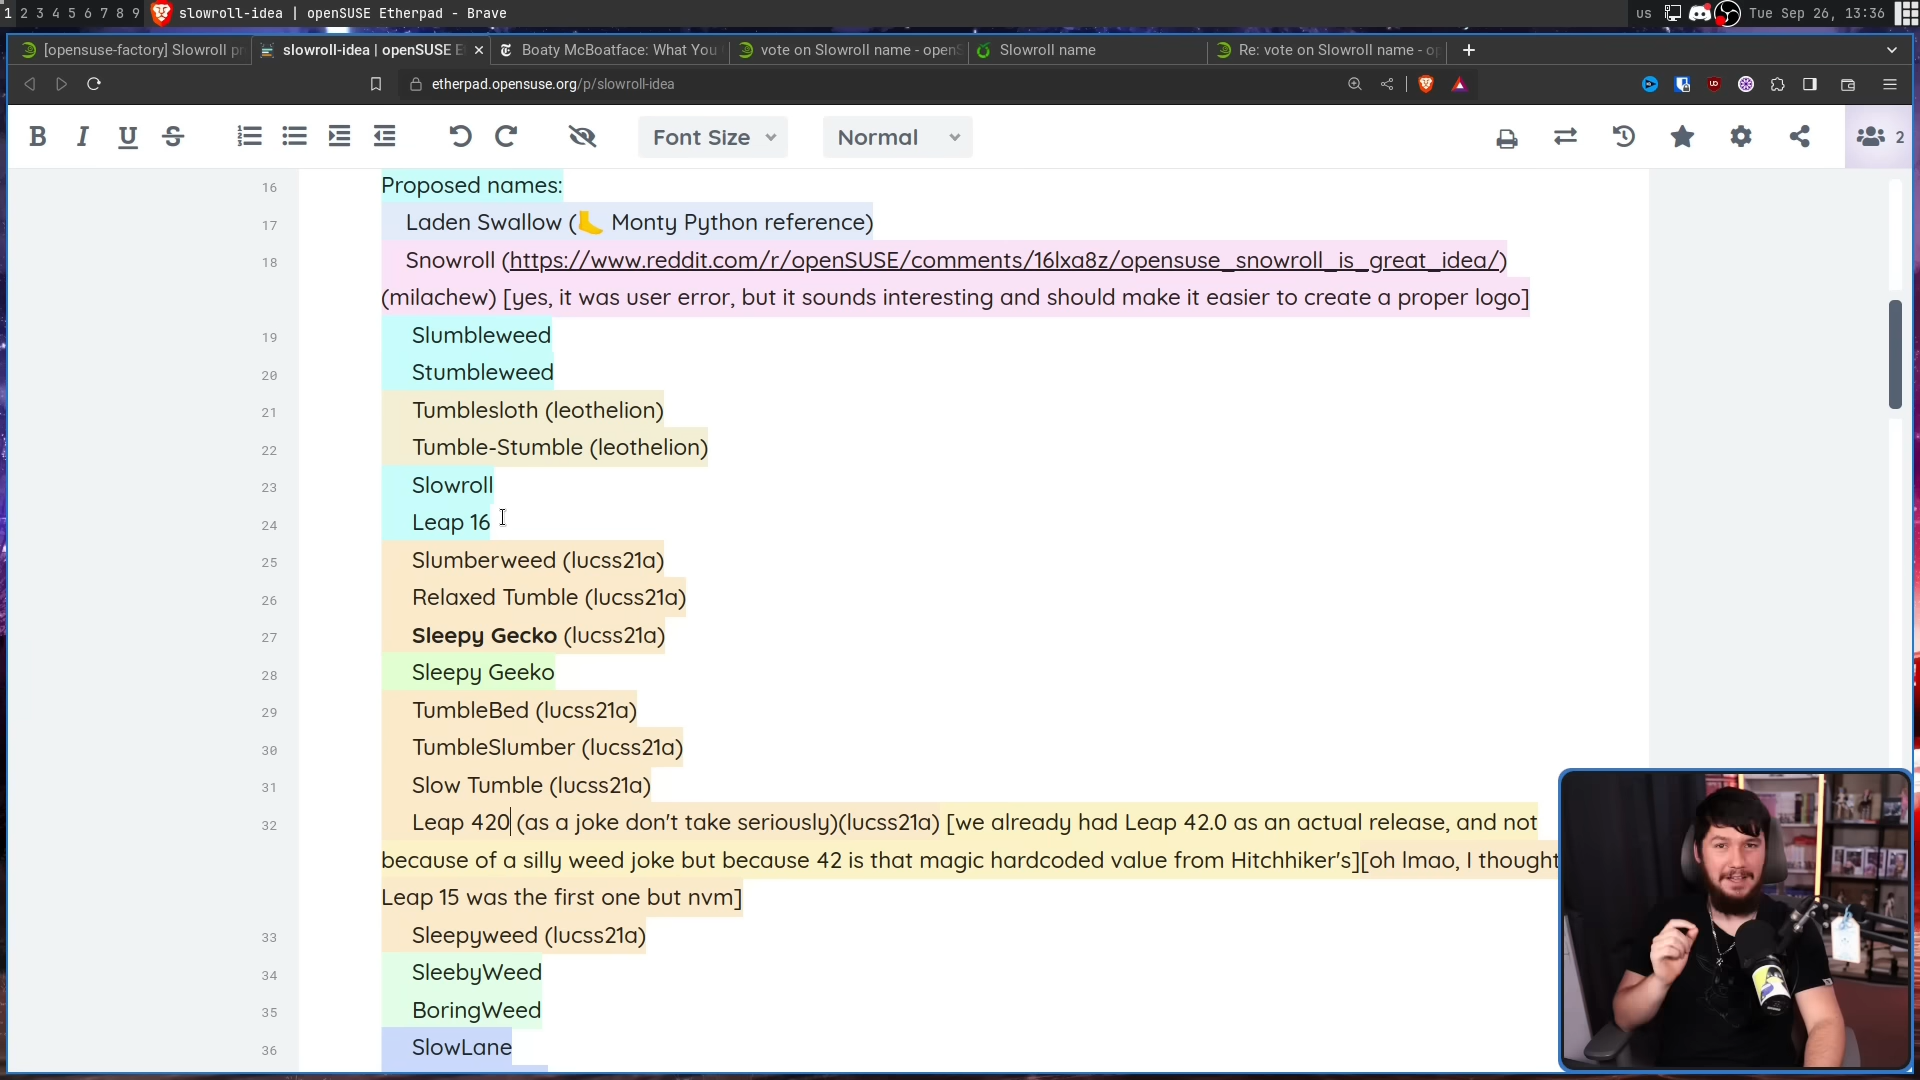 1 2 3 4 5 6 7 8 9 slowroll-idea | openSUSE Etherpad - Brave us Tue Sep 26, 13:36
[opensuse-factory] Slowroll pr slowroll-idea | openSUSE E Boaty McBoatface: What You vote on Slowroll name - openS Slowroll name Re: vote on Slowroll name - op
etherpad.opensuse.org/p/slowroll-idea
B I U S Font Size Normal 2
16 Proposed names:
17 Laden Swallow (🦶 Monty Python reference)
18 Snowroll (https://www.reddit.com/r/openSUSE/comments/16lxa8z/opensuse_snowroll_is_great_idea/)
(milachew) [yes, it was user error, but it sounds interesting and should make it easier to create a proper logo]
19 Slumbleweed
20 Stumbleweed
21 Tumblesloth (leothelion)
22 Tumble-Stumble (leothelion)
23 Slowroll
24 Leap 16
25 Slumberweed (lucss21a)
26 Relaxed Tumble (lucss21a)
27 Sleepy Gecko (lucss21a)
28 Sleepy Geeko
29 TumbleBed (lucss21a)
30 TumbleSlumber (lucss21a)
31 Slow Tumble (lucss21a)
32 Leap 420 (as a joke don't take seriously)(lucss21a) [we already had Leap 42.0 as an actual release, and not
because of a silly weed joke but because 42 is that magic hardcoded value from Hitchhiker's][oh lmao, I thought
Leap 15 was the first one but nvm]
33 Sleepyweed (lucss21a)
34 SleebyWeed
35 BoringWeed
36 SlowLane